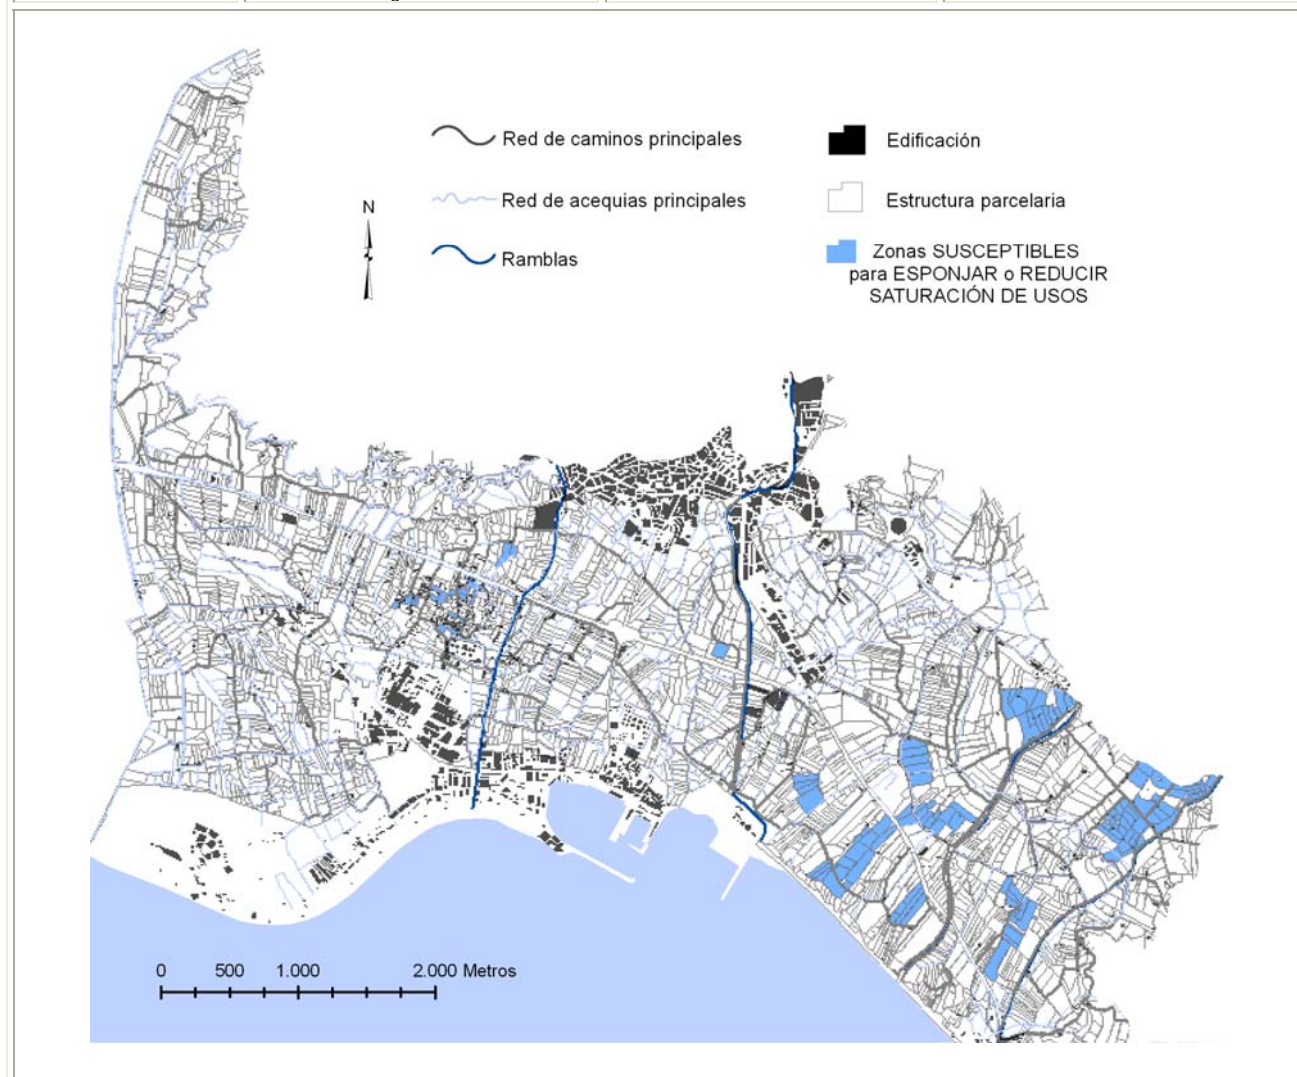 Red de caminos principales
Edificación
N
Red de acequias principales
Estructura parcelaria
Ramblas
Zonas SUSCEPTIBLES
para ESPONJAR o REDUCIR
SATURACIÓN DE USOS
0 500 1.000 2.000 Metros